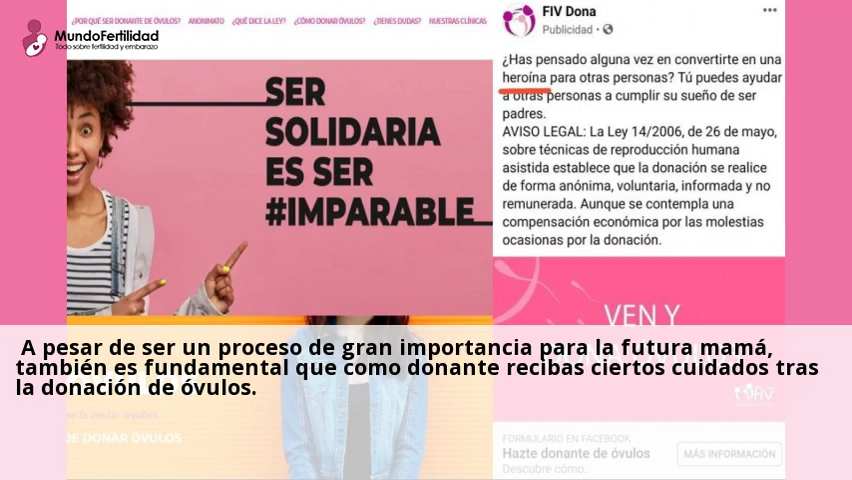 ¿POR QUÉ SER DONANTE DE ÓVULOS? ANONIMATO ¿QUÉ DICE LA LEY? ¿CÓMO DONAR ÓVULOS? ¿TIENES DUDAS? NUESTRAS CLÍNICAS
MundoFertilidad
Todo sobre fertilidad y embarazo
SER
SOLIDARIA
ES SER
#IMPARABLE
FIV Dona
Publicidad
¿Has pensado alguna vez en convertirte en una
heroína para otras personas? Tú puedes ayudar
a otras personas a cumplir su sueño de ser
padres.
AVISO LEGAL: La Ley 14/2006, de 26 de mayo,
sobre técnicas de reproducción humana
asistida establece que la donación se realice
de forma anónima, voluntaria, informada y no
remunerada. Aunque se contempla una
compensación económica por las molestias
ocasionas por la donación.
VEN Y
A pesar de ser un proceso de gran importancia para la futura mamá,
también es fundamental que como donante recibas ciertos cuidados tras
la donación de óvulos.
DE DONAR ÓVULOS
FIV
FORMULARIO EN FACEBOOK
Hazte donante de óvulos
Descubre cómo.
MÁS INFORMACIÓN